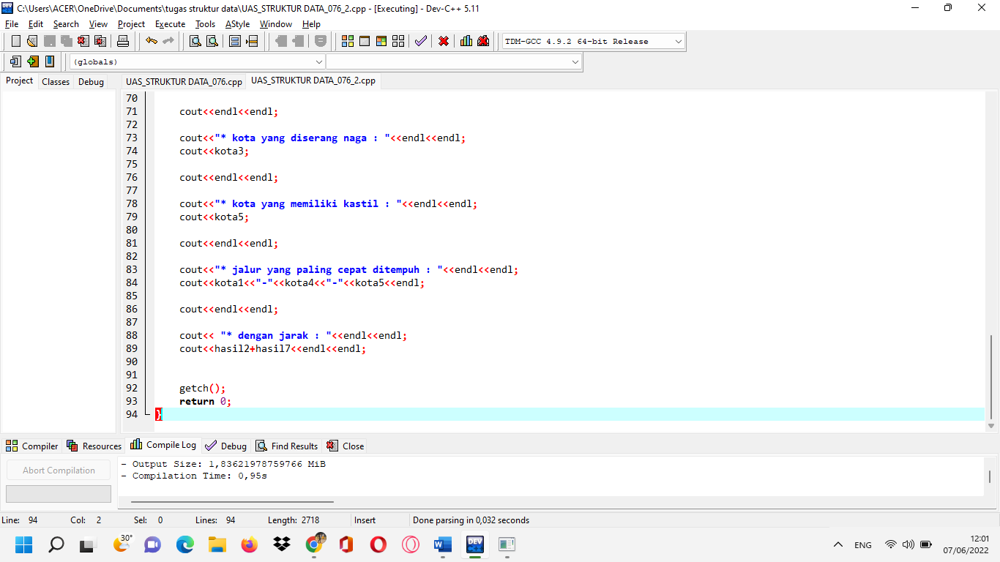 C:\Users\ACER\OneDrive\Documents\tugas struktur data\UAS_STRUKTUR DATA_076_2.cpp - [Executing] - Dev-C++ 5.11
File Edit Search View Project Execute Tools AStyle Window Help
TDM-GCC 4.9.2 64-bit Release
(globals)
Project Classes Debug UAS_STRUKTUR DATA_076.cpp UAS_STRUKTUR DATA_076_2.cpp
70
71 cout<<endl<<endl;
72
73 cout<<"* kota yang diserang naga : "<<endl<<endl;
74 cout<<kota3;
75
76 cout<<endl<<endl;
77
78 cout<<"* kota yang memiliki kastil : "<<endl<<endl;
79 cout<<kota5;
80
81 cout<<endl<<endl;
82
83 cout<<"* jalur yang paling cepat ditempuh : "<<endl<<endl;
84 cout<<kota1<<"-"<<kota4<<"-"<<kota5<<endl;
85
86 cout<<endl<<endl;
87
88 cout<< "* dengan jarak : "<<endl<<endl;
89 cout<<hasil2+hasil7<<endl<<endl;
90
91
92 getch();
93 return 0;
94 }
Compiler Resources Compile Log Debug Find Results Close
Abort Compilation
- Output Size: 1,83621978759766 MiB
- Compilation Time: 0,95s
Line: 94 Col: 2 Sel: 0 Lines: 94 Length: 2718 Insert Done parsing in 0,032 seconds
30°
DEV
ENG
12:01
07/06/2022